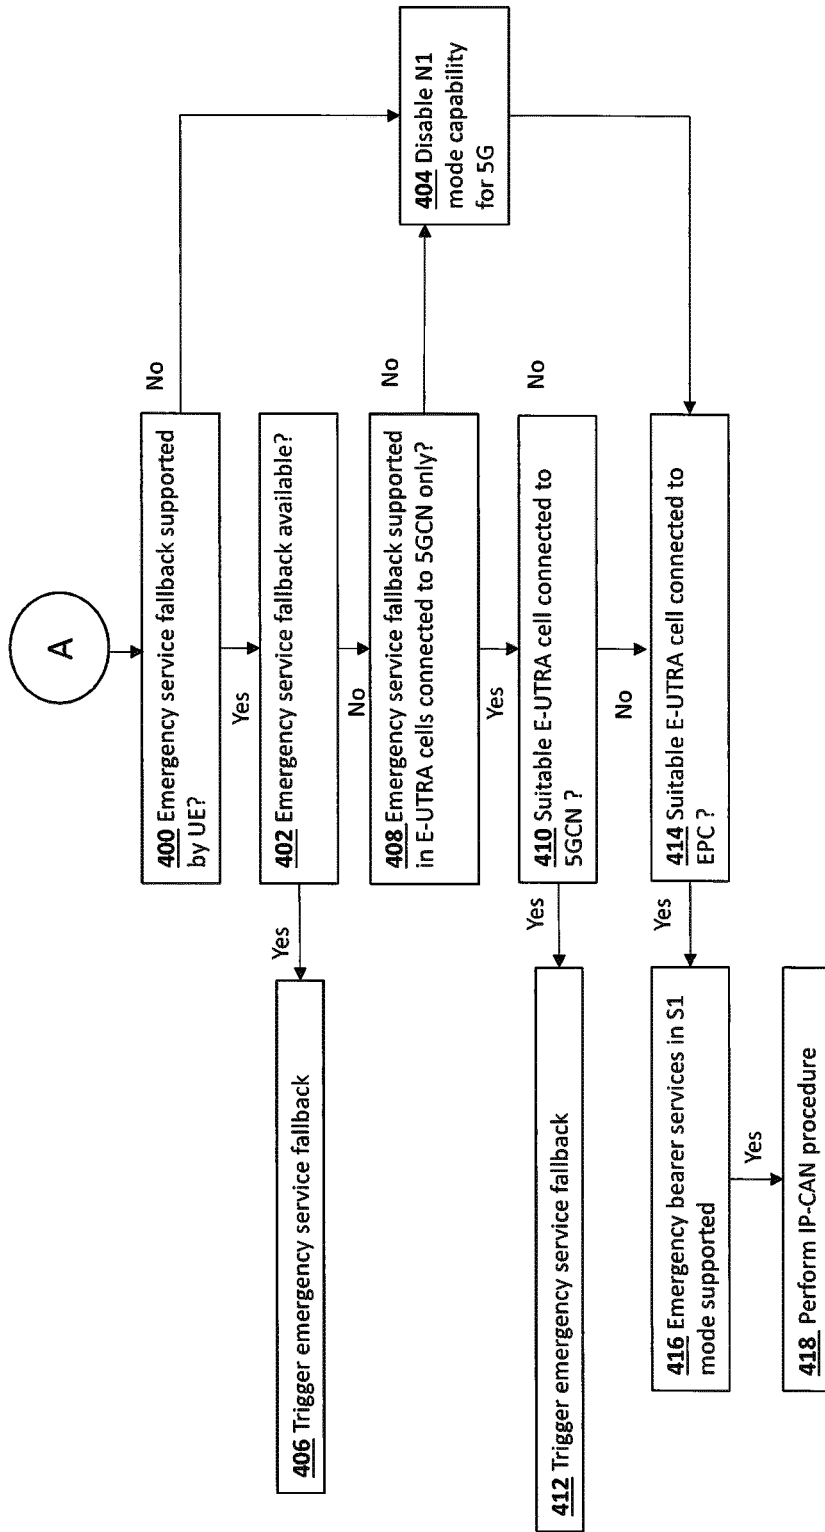 A
400 Emergency service fallback supported
by UE?
No
Yes
402 Emergency service fallback available?
Yes
406 Trigger emergency service fallback
No
408 Emergency service fallback supported
in E-UTRA cells connected to 5GCN only?
No
404 Disable N1
mode capability
for 5G
Yes
410 Suitable E-UTRA cell connected to
5GCN ?
No
Yes
412 Trigger emergency service fallback
No
414 Suitable E-UTRA cell connected to
EPC ?
Yes
416 Emergency bearer services in S1
mode supported
Yes
418 Perform IP-CAN procedure